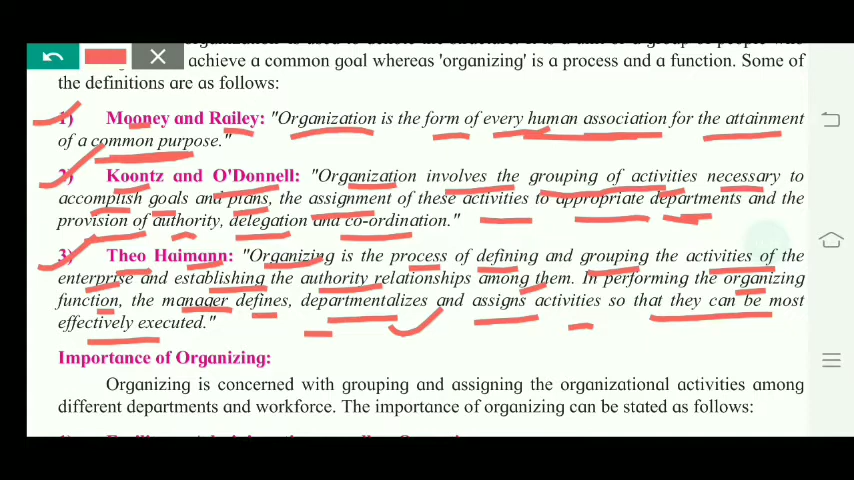 achieve a common goal whereas 'organizing' is a process and a function. Some of
the definitions are as follows:
1) Mooney and Railey: "Organization is the form of every human association for the attainment
of a common purpose."
2) Koontz and O'Donnell: "Organization involves the grouping of activities necessary to
accomplish goals and plans, the assignment of these activities to appropriate departments and the
provision of authority, delegation and co-ordination."
3) Theo Haimann: "Organizing is the process of defining and grouping the activities of the
enterprise and establishing the authority relationships among them. In performing the organizing
function, the manager defines, departmentalizes and assigns activities so that they can be most
effectively executed."
Importance of Organizing:
Organizing is concerned with grouping and assigning the organizational activities among
different departments and workforce. The importance of organizing can be stated as follows: